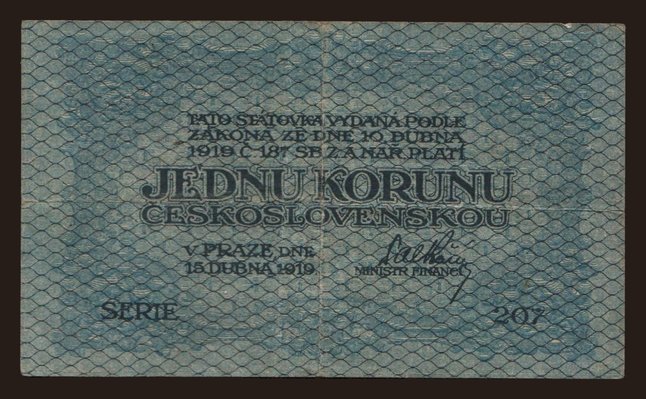 TATO STÁTOVKA VYDANÁ PODLE
ZÁKONA ZE DNE 10. DUBNA
1919 Č. 187 SB. Z. A NAŘ. PLATÍ
JEDNU KORUNU
ČESKOSLOVENSKOU
V PRAZE, DNE
15. DUBNA 1919.
MINISTR FINANCÍ
SERIE 207